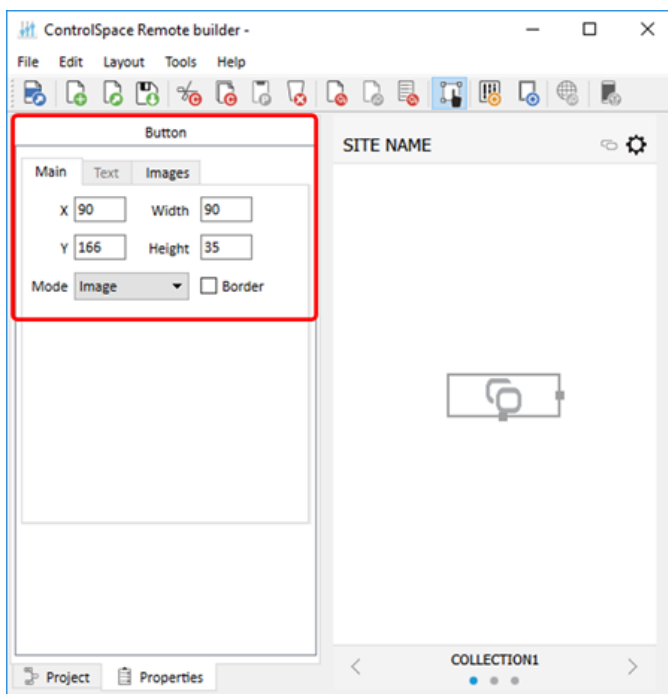 ControlSpace Remote builder -
File Edit Layout Tools Help
Button
Main Text Images
X 90 Width 90
Y 166 Height 35
Mode Image Border
SITE NAME
COLLECTION1
Project Properties